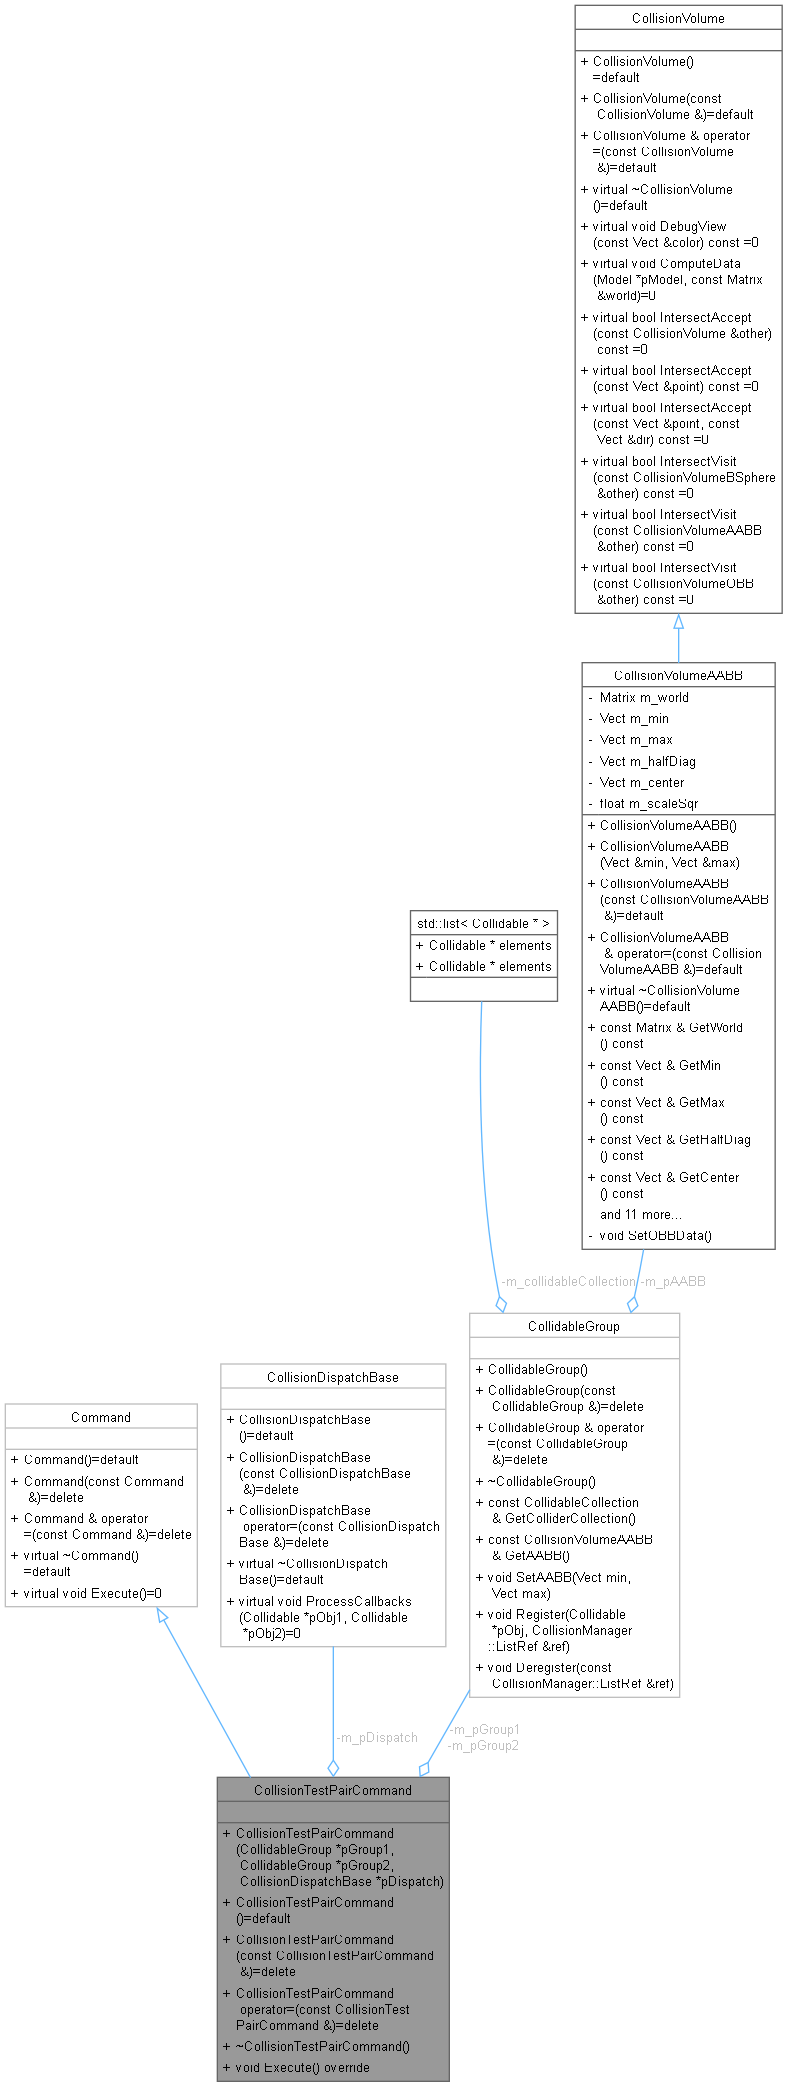 CollisionVolume
+ CollisionVolume()
=default
+ CollisionVolume(const
CollisionVolume &)=default
+ CollisionVolume & operator
=(const CollisionVolume
&)=default
+ virtual ~CollisionVolume
()=default
+ virtual void DebugView
(const Vect &color) const =0
+ virtual void ComputeData
(Model *pModel, const Matrix
&world)=0
+ virtual bool IntersectAccept
(const CollisionVolume &other)
const =0
+ virtual bool IntersectAccept
(const Vect &point) const =0
+ virtual bool IntersectAccept
(const Vect &point, const
Vect &dir) const =0
+ virtual bool IntersectVisit
(const CollisionVolumeBSphere
&other) const =0
+ virtual bool IntersectVisit
(const CollisionVolumeAABB
&other) const =0
+ virtual bool IntersectVisit
(const CollisionVolumeOBB
&other) const =0
CollisionVolumeAABB
- Matrix m_world
- Vect m_min
- Vect m_max
- Vect m_halfDiag
- Vect m_center
- float m_scaleSqr
+ CollisionVolumeAABB()
+ CollisionVolumeAABB
(Vect &min, Vect &max)
+ CollisionVolumeAABB
(const CollisionVolumeAABB
&)=default
+ CollisionVolumeAABB
& operator=(const Collision
VolumeAABB &)=default
+ virtual ~CollisionVolume
AABB()=default
+ const Matrix & GetWorld
() const
+ const Vect & GetMin
() const
+ const Vect & GetMax
() const
+ const Vect & GetHalfDiag
() const
+ const Vect & GetCenter
() const
and 11 more...
- void SetOBBData()
std::list< Collidable * >
+ Collidable * elements
+ Collidable * elements
-m_collidableCollection
-m_pAABB
CollidableGroup
+ CollidableGroup()
+ CollidableGroup(const
CollidableGroup &)=delete
+ CollidableGroup & operator
=(const CollidableGroup
&)=delete
+ ~CollidableGroup()
+ const CollidableCollection
& GetColliderCollection()
+ const CollisionVolumeAABB
& GetAABB()
+ void SetAABB(Vect min,
Vect max)
+ void Register(Collidable
*pObj, CollisionManager
::ListRef &ref)
+ void Deregister(const
CollisionManager::ListRef &ref)
CollisionDispatchBase
+ CollisionDispatchBase
()=default
+ CollisionDispatchBase
(const CollisionDispatchBase
&)=delete
+ CollisionDispatchBase
operator=(const CollisionDispatch
Base &)=delete
+ virtual ~CollisionDispatch
Base()=default
+ virtual void ProcessCallbacks
(Collidable *pObj1, Collidable
*pObj2)=0
Command
+ Command()=default
+ Command(const Command
&)=delete
+ Command & operator
=(const Command &)=delete
+ virtual ~Command()
=default
+ virtual void Execute()=0
-m_pDispatch
-m_pGroup1
-m_pGroup2
CollisionTestPairCommand
+ CollisionTestPairCommand
(CollidableGroup *pGroup1,
CollidableGroup *pGroup2,
CollisionDispatchBase *pDispatch)
+ CollisionTestPairCommand
()=default
+ CollisionTestPairCommand
(const CollisionTestPairCommand
&)=delete
+ CollisionTestPairCommand
operator=(const CollisionTest
PairCommand &)=delete
+ ~CollisionTestPairCommand()
+ void Execute() override